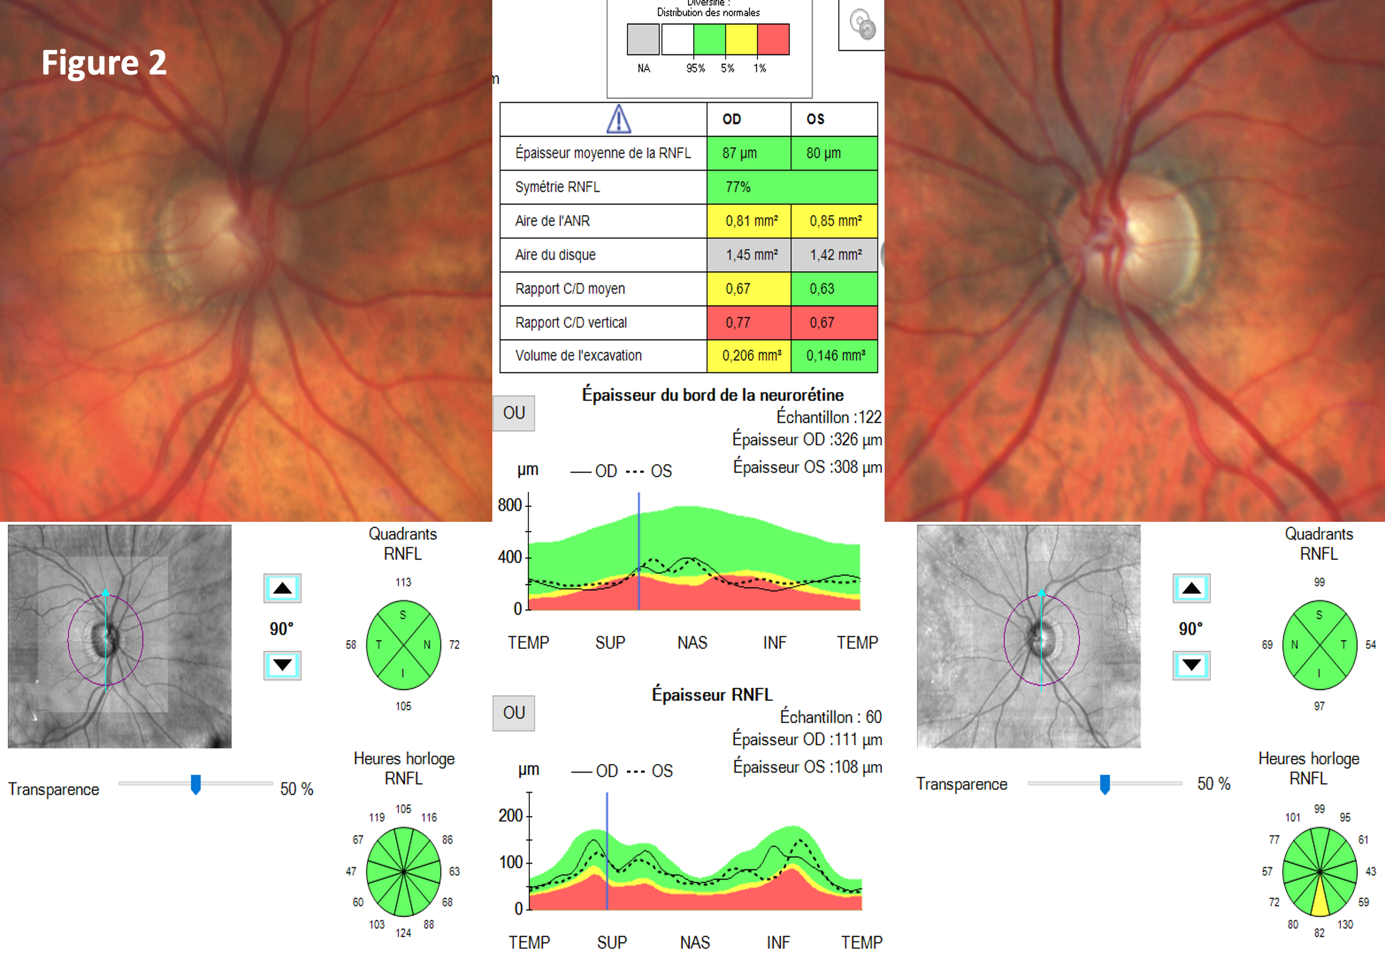 Figure 2
Diversifié :
Distribution des normales
NA 95% 5% 1%
m
OD OS
Épaisseur moyenne de la RNFL 87 µm 80 µm
Symétrie RNFL 77%
Aire de l'ANR 0,81 mm² 0,85 mm²
Aire du disque 1,45 mm² 1,42 mm²
Rapport C/D moyen 0,67 0,63
Rapport C/D vertical 0,77 0,67
Volume de l'excavation 0,206 mm³ 0,146 mm³
Épaisseur du bord de la neurorétine
OU
Échantillon :122
Épaisseur OD :326 µm
Épaisseur OS :308 µm
µm OD OS
800
400
0
TEMP SUP NAS INF TEMP
Épaisseur RNFL
OU
Échantillon : 60
Épaisseur OD :111 µm
Épaisseur OS :108 µm
µm OD OS
200
100
0
TEMP SUP NAS INF TEMP
Quadrants
RNFL
113
S
58 T N 72
I
105
90°
Transparence 50 %
Heures horloge
RNFL
105
119 116
67 86
47 63
60 68
103 88
124
Quadrants
RNFL
99
S
69 N T 54
I
97
90°
Transparence 50 %
Heures horloge
RNFL
99
101 95
77 61
57 43
72 59
80 130
82